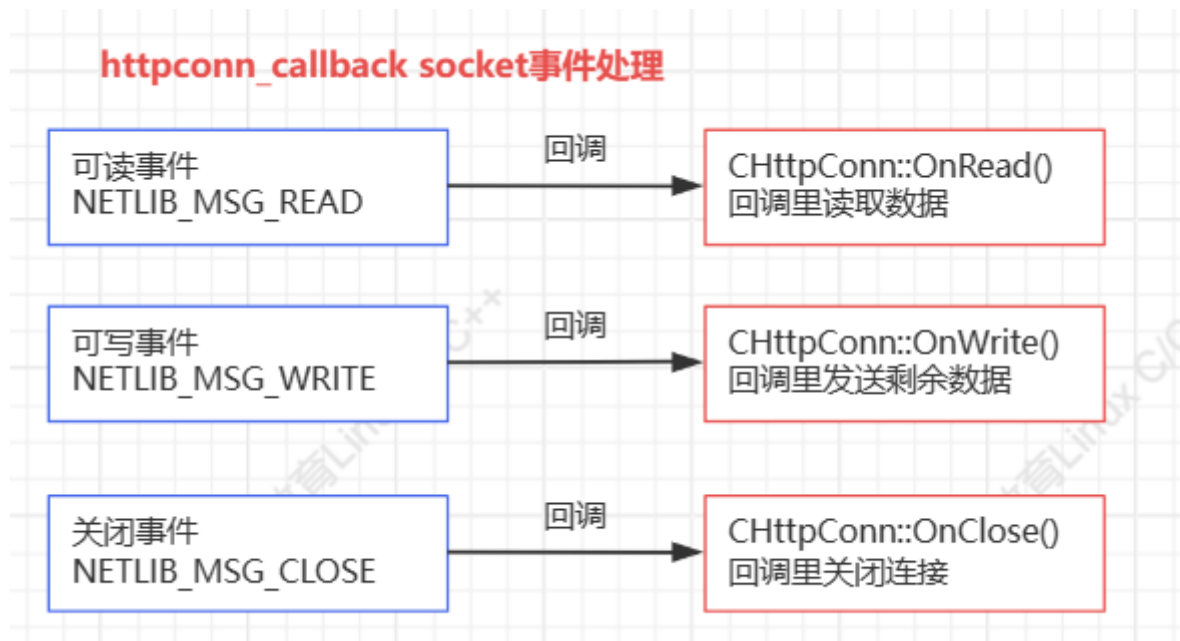 httpconn_callback socket事件处理
可读事件
NETLIB_MSG_READ
回调
CHttpConn::OnRead()
回调里读取数据
可写事件
NETLIB_MSG_WRITE
回调
CHttpConn::OnWrite()
回调里发送剩余数据
关闭事件
NETLIB_MSG_CLOSE
回调
CHttpConn::OnClose()
回调里关闭连接